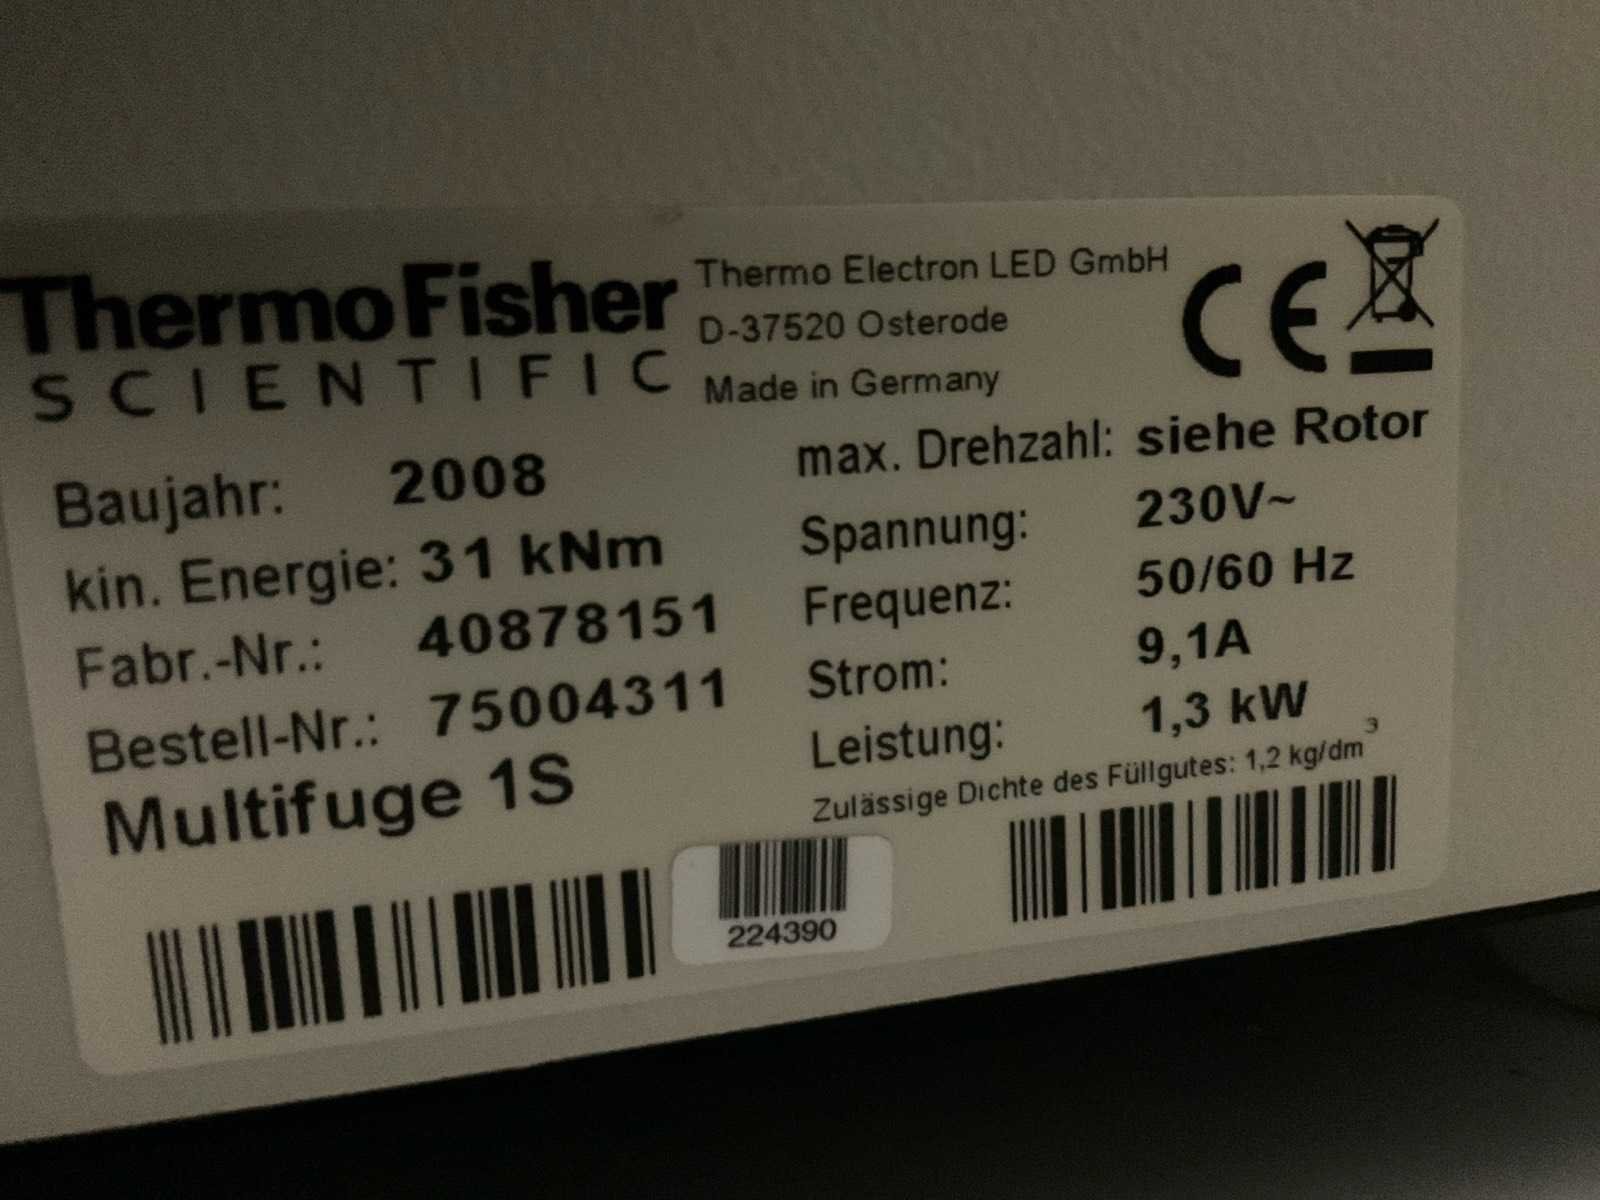 ThermoFisher
SCIENTIFIC
Thermo Electron LED GmbH
D-37520 Osterode
Made in Germany
CE
Baujahr: 2008
kin. Energie: 31 kNm
Fabr.-Nr.: 40878151
Bestell-Nr.: 75004311
Multifuge 1S
max. Drehzahl: siehe Rotor
Spannung: 230V~
Frequenz: 50/60 Hz
Strom: 9,1A
Leistung: 1,3 kW
Zulässige Dichte des Füllgutes: 1,2 kg/dm³
224390